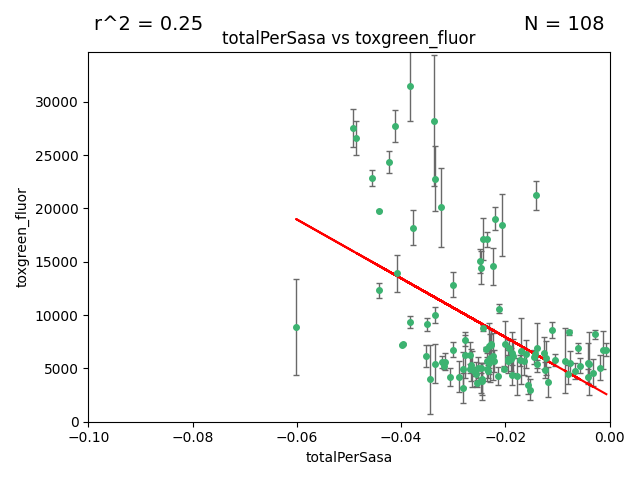 r^2 = 0.25
N = 108
totalPerSasa vs toxgreen_fluor
toxgreen_fluor
30000
25000
20000
15000
10000
5000
0
−0.10
−0.08
−0.06
−0.04
−0.02
0.00
totalPerSasa